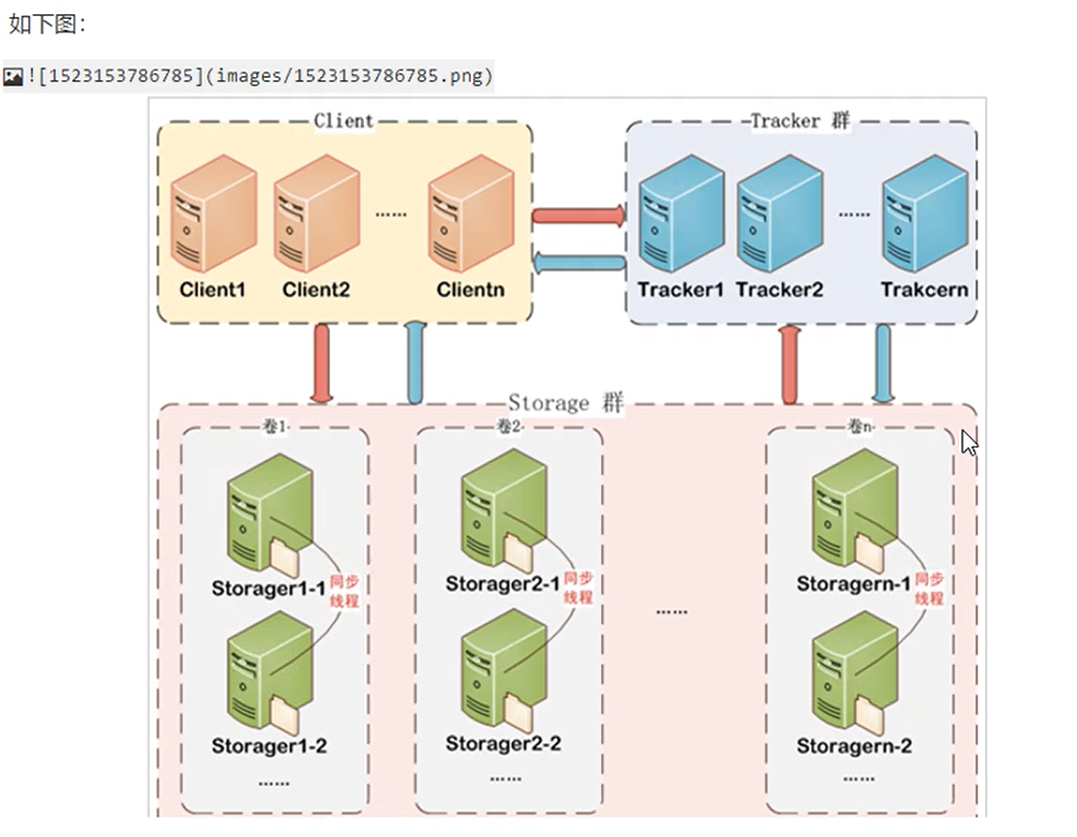 如下图：
![1523153786785](images/1523153786785.png)
Client
Tracker 群
Client1 Client2 …… Clientn
Tracker1 Tracker2 …… Trakcern
Storage 群
卷1 卷2 卷n
Storager1-1 同步线程
Storager2-1 同步线程
……
Storagern-1 同步线程
Storager1-2
Storager2-2
Storagern-2
…… …… ……